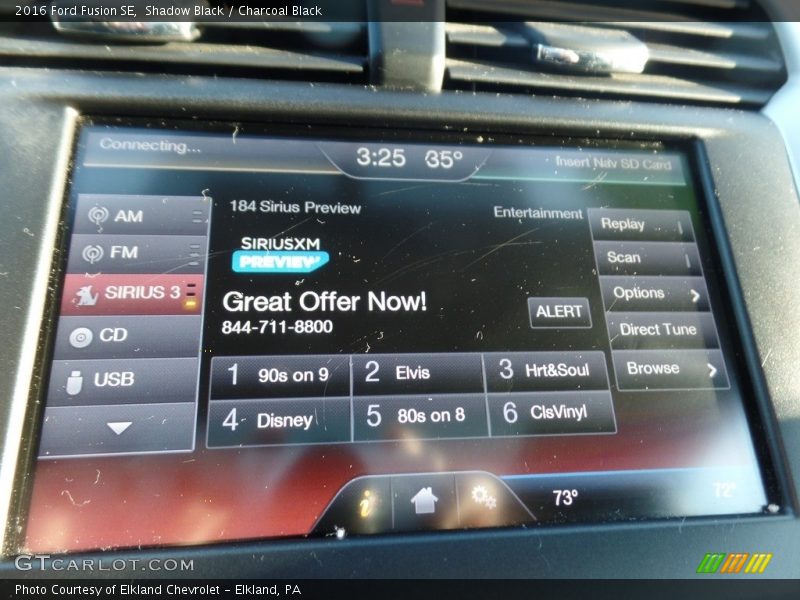 2016 Ford Fusion SE, Shadow Black / Charcoal Black
Connecting...
3:25 35°
Insert Nav SD Card
AM
FM
SIRIUS 3
CD
USB
184 Sirius Preview
Entertainment
SIRIUSXM
PREVIEW
Great Offer Now!
844-711-8800
ALERT
1 90s on 9
2 Elvis
3 Hrt&Soul
4 Disney
5 80s on 8
6 ClsVinyl
Replay
Scan
Options
Direct Tune
Browse
i
73°
72°
GTCARLOT.COM
Photo Courtesy of Elkland Chevrolet - Elkland, PA